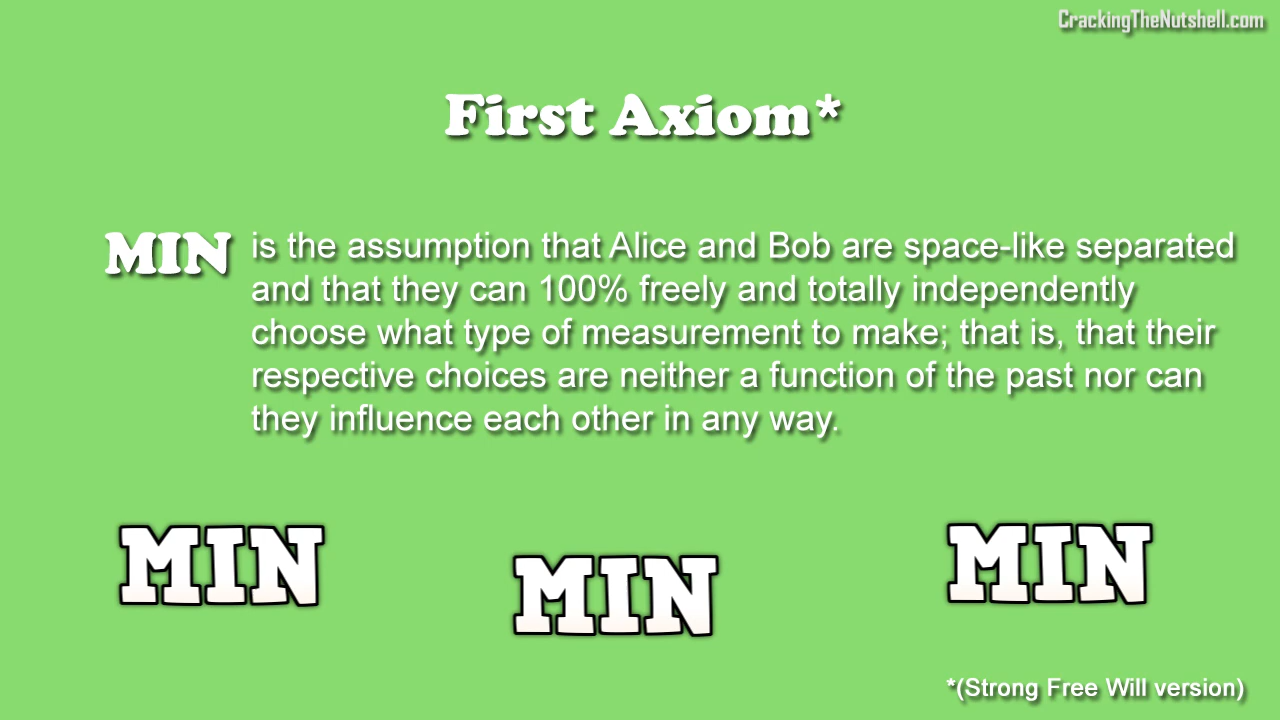 CrackingTheNutshell.com
First Axiom*
MIN is the assumption that Alice and Bob are space-like separated
and that they can 100% freely and totally independently
choose what type of measurement to make; that is, that their
respective choices are neither a function of the past nor can
they influence each other in any way.
MIN
MIN
MIN
*(Strong Free Will version)